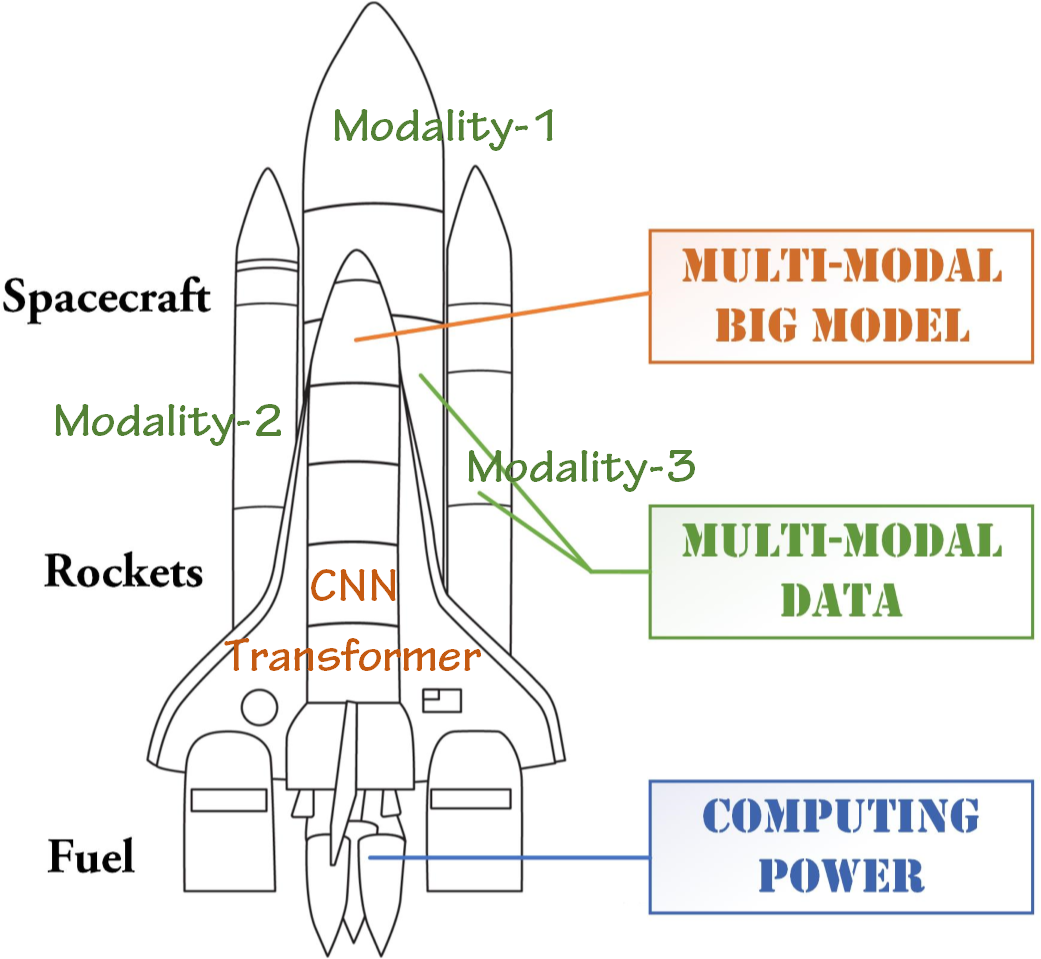 Modality-1
Spacecraft
MULTI-MODAL
BIG MODEL
Modality-2
Modality-3
MULTI-MODAL
DATA
Rockets
CNN
Transformer
COMPUTING
POWER
Fuel